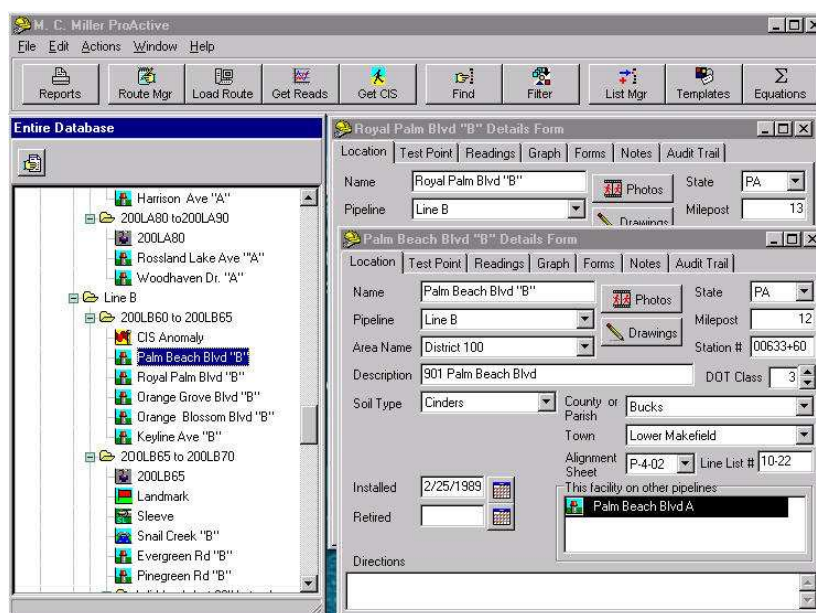 M. C. Miller ProActive
File Edit Actions Window Help
Reports Route Mgr Load Route Get Reads Get CIS Find Filter List Mgr Templates Equations
Entire Database
Harrison Ave "A"
200LA80 to200LA90
200LA80
Rossland Lake Ave "A"
Woodhaven Dr. "A"
Line B
200LB60 to 200LB65
CIS Anomaly
Palm Beach Blvd "B"
Royal Palm Blvd "B"
Orange Grove Blvd "B"
Orange Blossom Blvd "B"
Keyline Ave "B"
200LB65 to 200LB70
200LB65
Landmark
Sleeve
Snail Creek "B"
Evergreen Rd "B"
Pinegreen Rd "B"
Royal Palm Blvd "B" Details Form
Location Test Point Readings Graph Forms Notes Audit Trail
Name Royal Palm Blvd "B" Photos State PA
Pipeline Line B Drawings Milepost 13
Palm Beach Blvd "B" Details Form
Location Test Point Readings Graph Forms Notes Audit Trail
Name Palm Beach Blvd "B" Photos State PA
Pipeline Line B Drawings Milepost 12
Area Name District 100 Station # 00633+60
Description 901 Palm Beach Blvd DOT Class 3
Soil Type Cinders County or Parish Bucks
Town Lower Makefield
Alignment Sheet P-4-02 Line List # 10-22
Installed 2/25/1989 This facility on other pipelines
Retired Palm Beach Blvd A
Directions